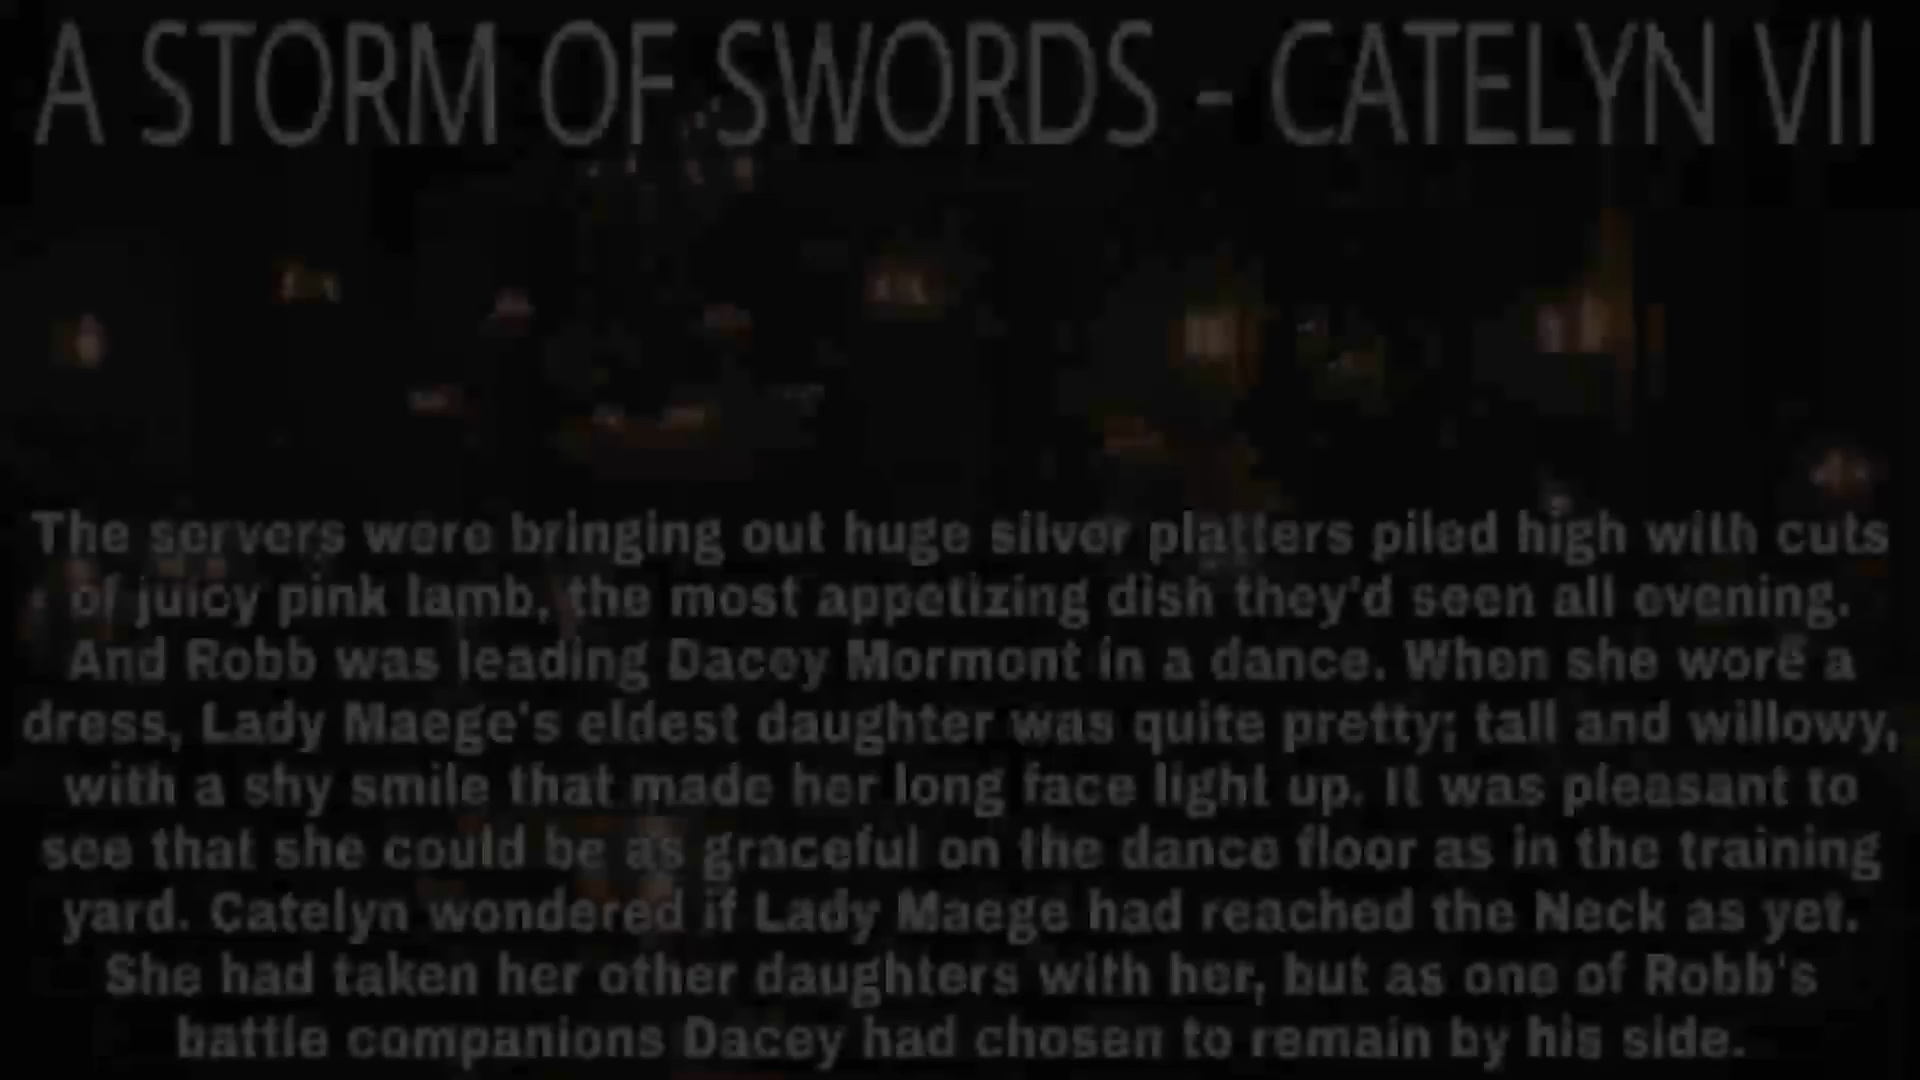 A STORM OF SWORDS - CATELYN VII
The servers were bringing out huge silver platters piled high with cuts
of juicy pink lamb, the most appetizing dish they'd seen all evening.
And Robb was leading Dacey Mormont in a dance. When she wore a
dress, Lady Maege's eldest daughter was quite pretty; tall and willowy,
with a shy smile that made her long face light up. It was pleasant to
see that she could be as graceful on the dance floor as in the training
yard. Catelyn wondered if Lady Maege had reached the Neck as yet.
She had taken her other daughters with her, but as one of Robb's
battle companions Dacey had chosen to remain by his side.